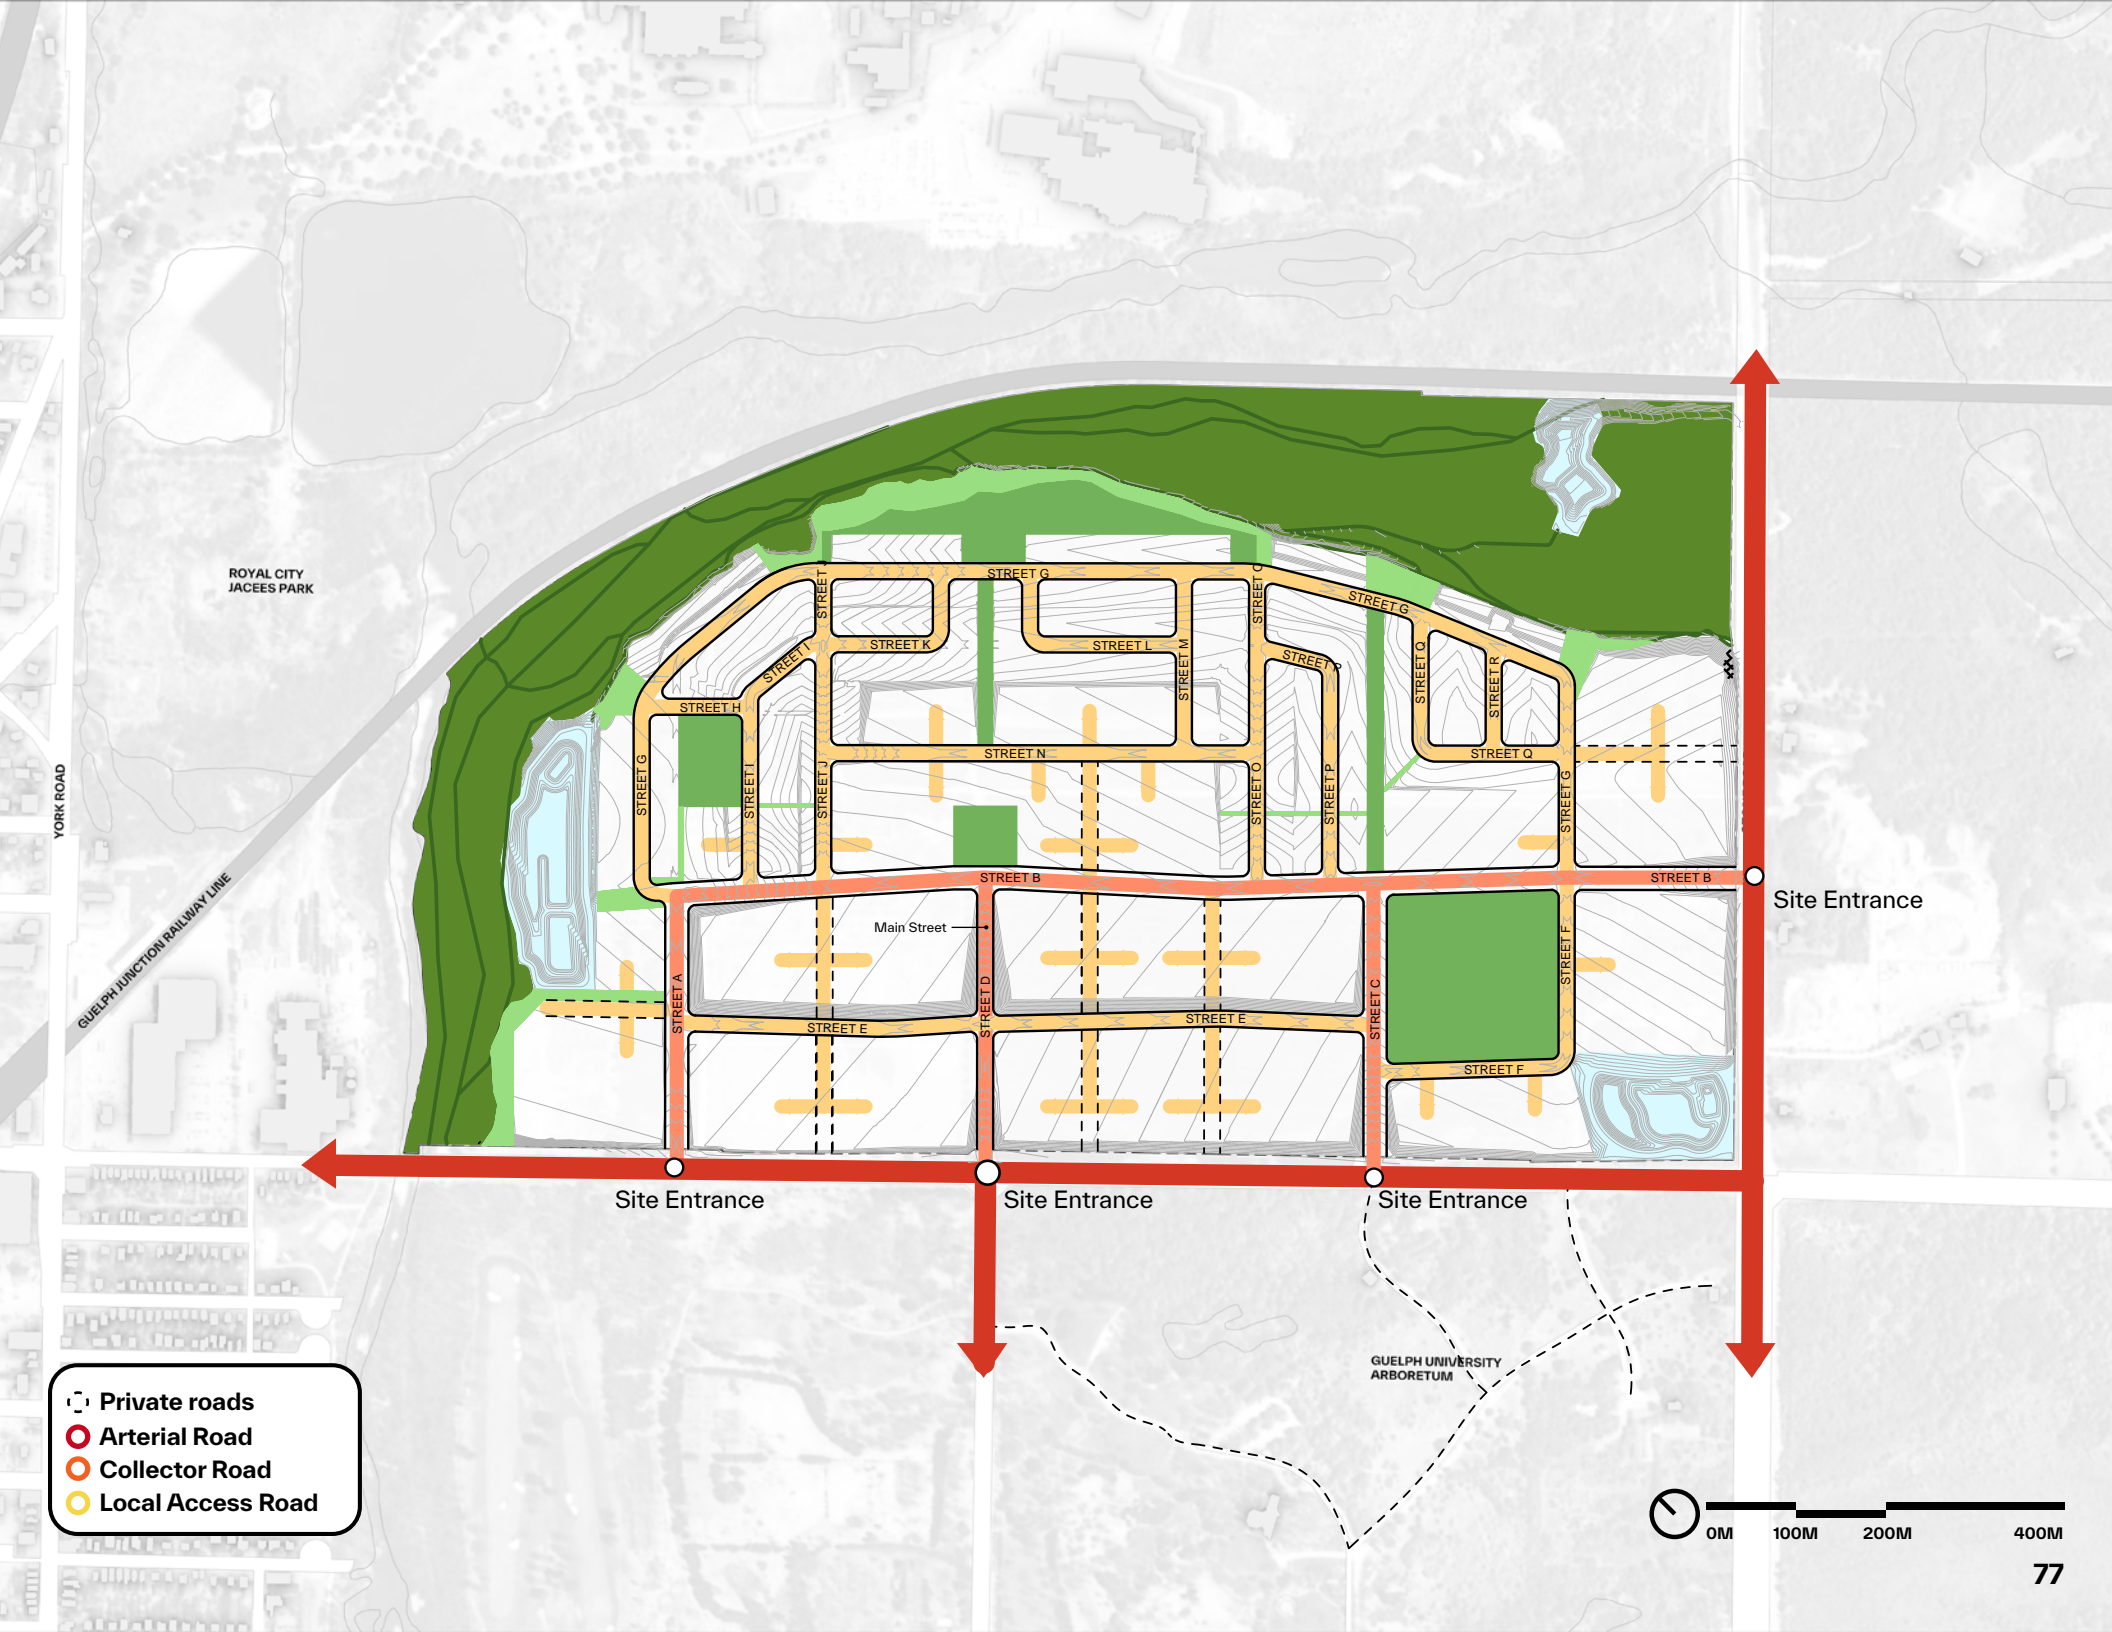 STREET J
STREET G
STREET O
STREET G
ROYAL CITY
JACEES PARK
STREET K
STREET L
STREET I
STREET M
STREET P
STREET Q
STREET R
STREET H
STREET N
STREET Q
YORK ROAD
STREET G
STREET I
STREET J
STREET O
STREET P
STREET G
STREET B
STREET B
Site Entrance
GUELPH JUNCTION RAILWAY LINE
Main Street
STREET A
STREET D
STREET C
STREET F
STREET E
STREET E
STREET F
Site Entrance
Site Entrance
Site Entrance
GUELPH UNIVERSITY
ARBORETUM
Private roads
Arterial Road
Collector Road
Local Access Road
0M 100M 200M 400M
77